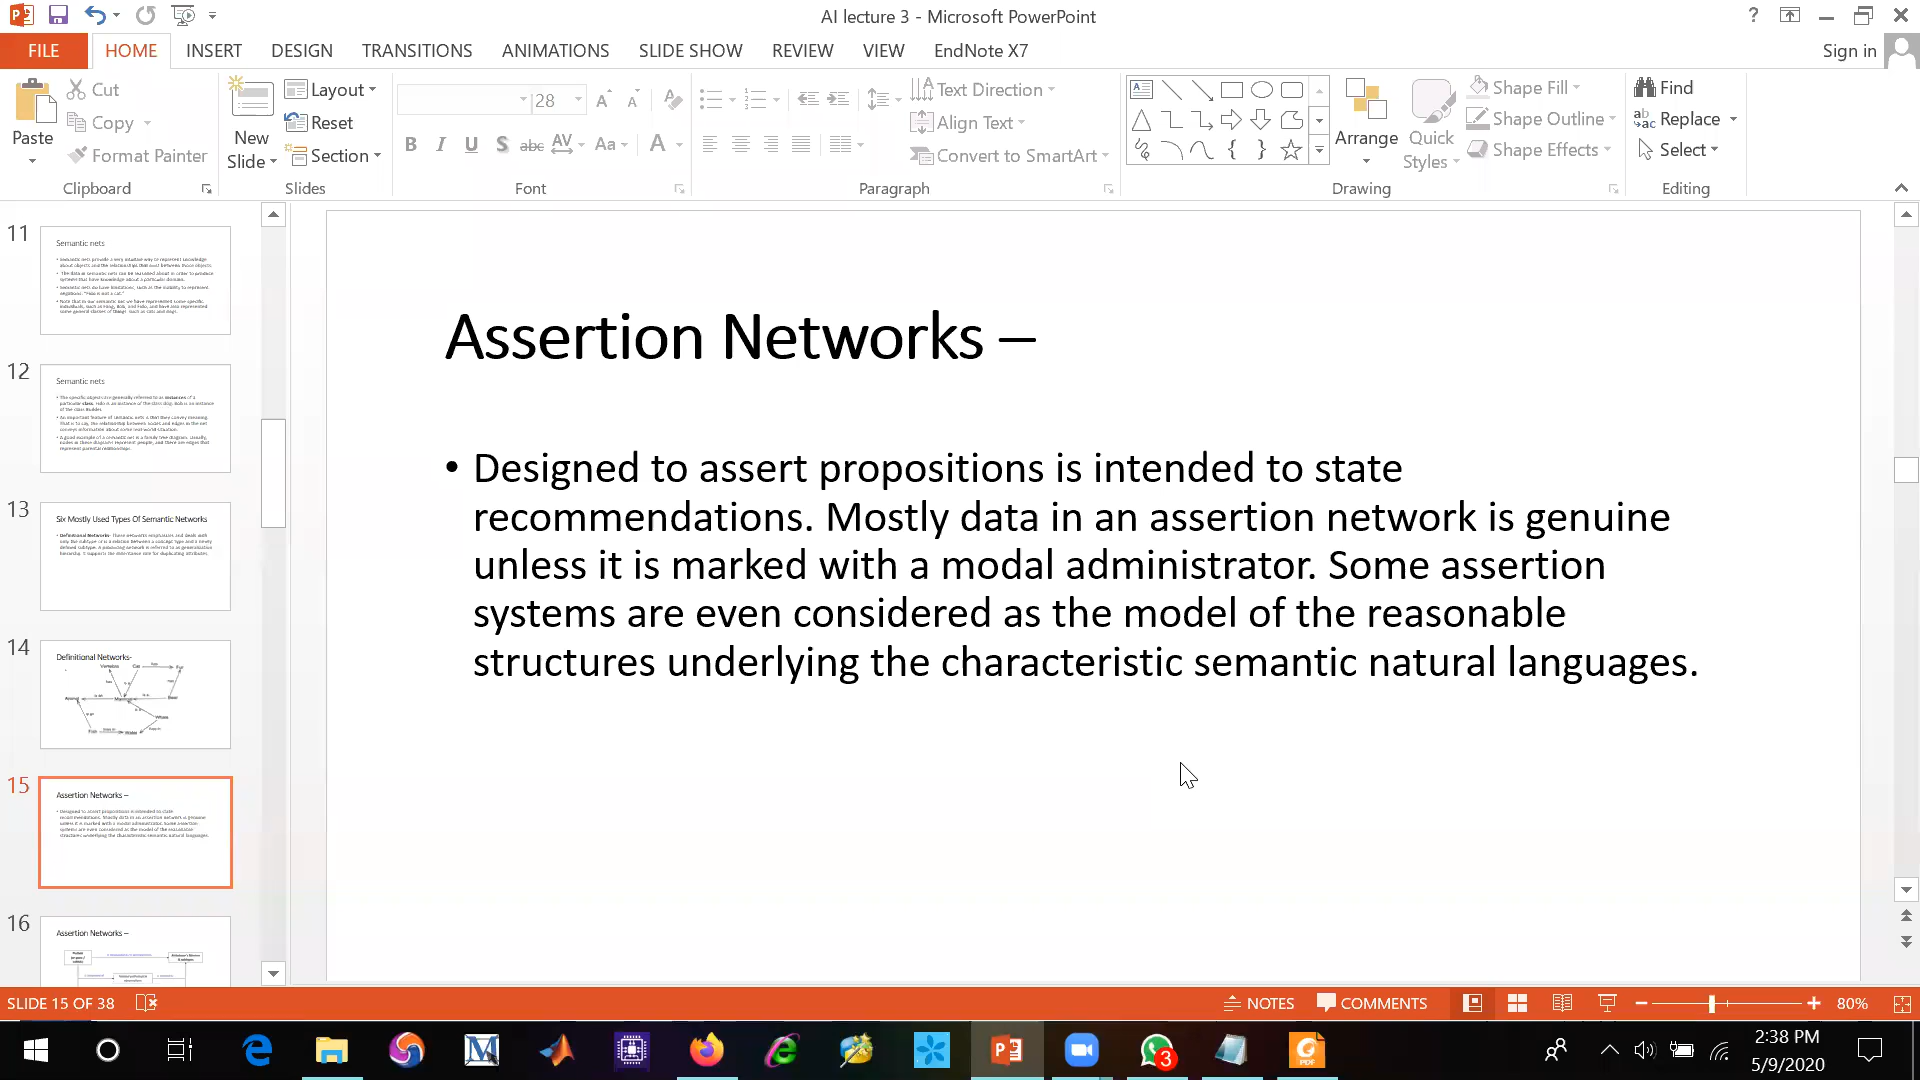 AI lecture 3 - Microsoft PowerPoint
?
FILE HOME INSERT DESIGN TRANSITIONS ANIMATIONS SLIDE SHOW REVIEW VIEW EndNote X7 Sign in
Paste
Cut
Copy
Format Painter
Clipboard
New
Slide
Layout
Reset
Section
Slides
28
B I U S abc AV Aa A
Font
Text Direction
Align Text
Convert to SmartArt
Paragraph
Arrange
Quick
Styles
Shape Fill
Shape Outline
Shape Effects
Drawing
Find
Replace
Select
Editing
11
Semantic nets
12
Semantic nets
13
Six Mostly Used Types Of Semantic Networks
14
Definitional Networks-
15
Assertion Networks –
16
Assertion Networks –
Assertion Networks –
• Designed to assert propositions is intended to state
recommendations. Mostly data in an assertion network is genuine
unless it is marked with a modal administrator. Some assertion
systems are even considered as the model of the reasonable
structures underlying the characteristic semantic natural languages.
SLIDE 15 OF 38
NOTES COMMENTS 80%
3
2:38 PM
5/9/2020